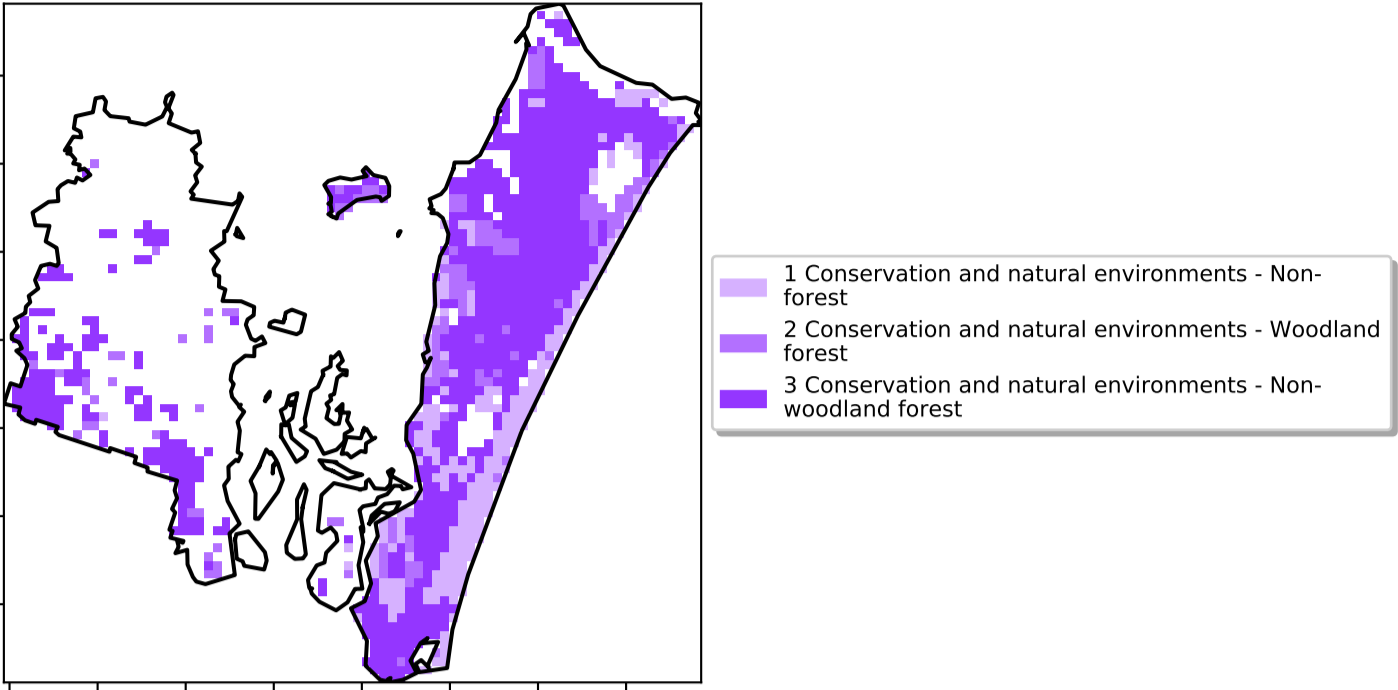 1 Conservation and natural environments - Non-
forest
2 Conservation and natural environments - Woodland
forest
3 Conservation and natural environments - Non-
woodland forest